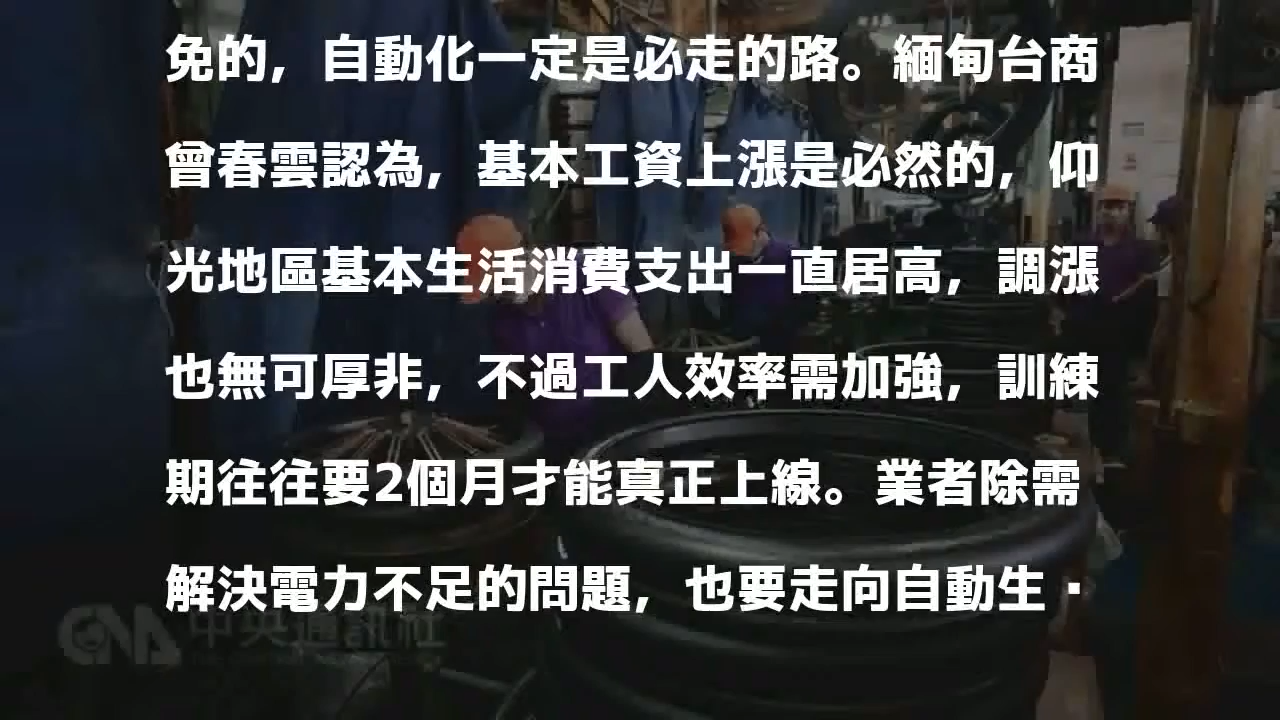 免的，自動化一定是必走的路。緬甸台商
曾春雲認為，基本工資上漲是必然的，仰
光地區基本生活消費支出一直居高，調漲
也無可厚非，不過工人效率需加強，訓練
期往往要2個月才能真正上線。業者除需
解決電力不足的問題，也要走向自動生·
CNA 中央通訊社